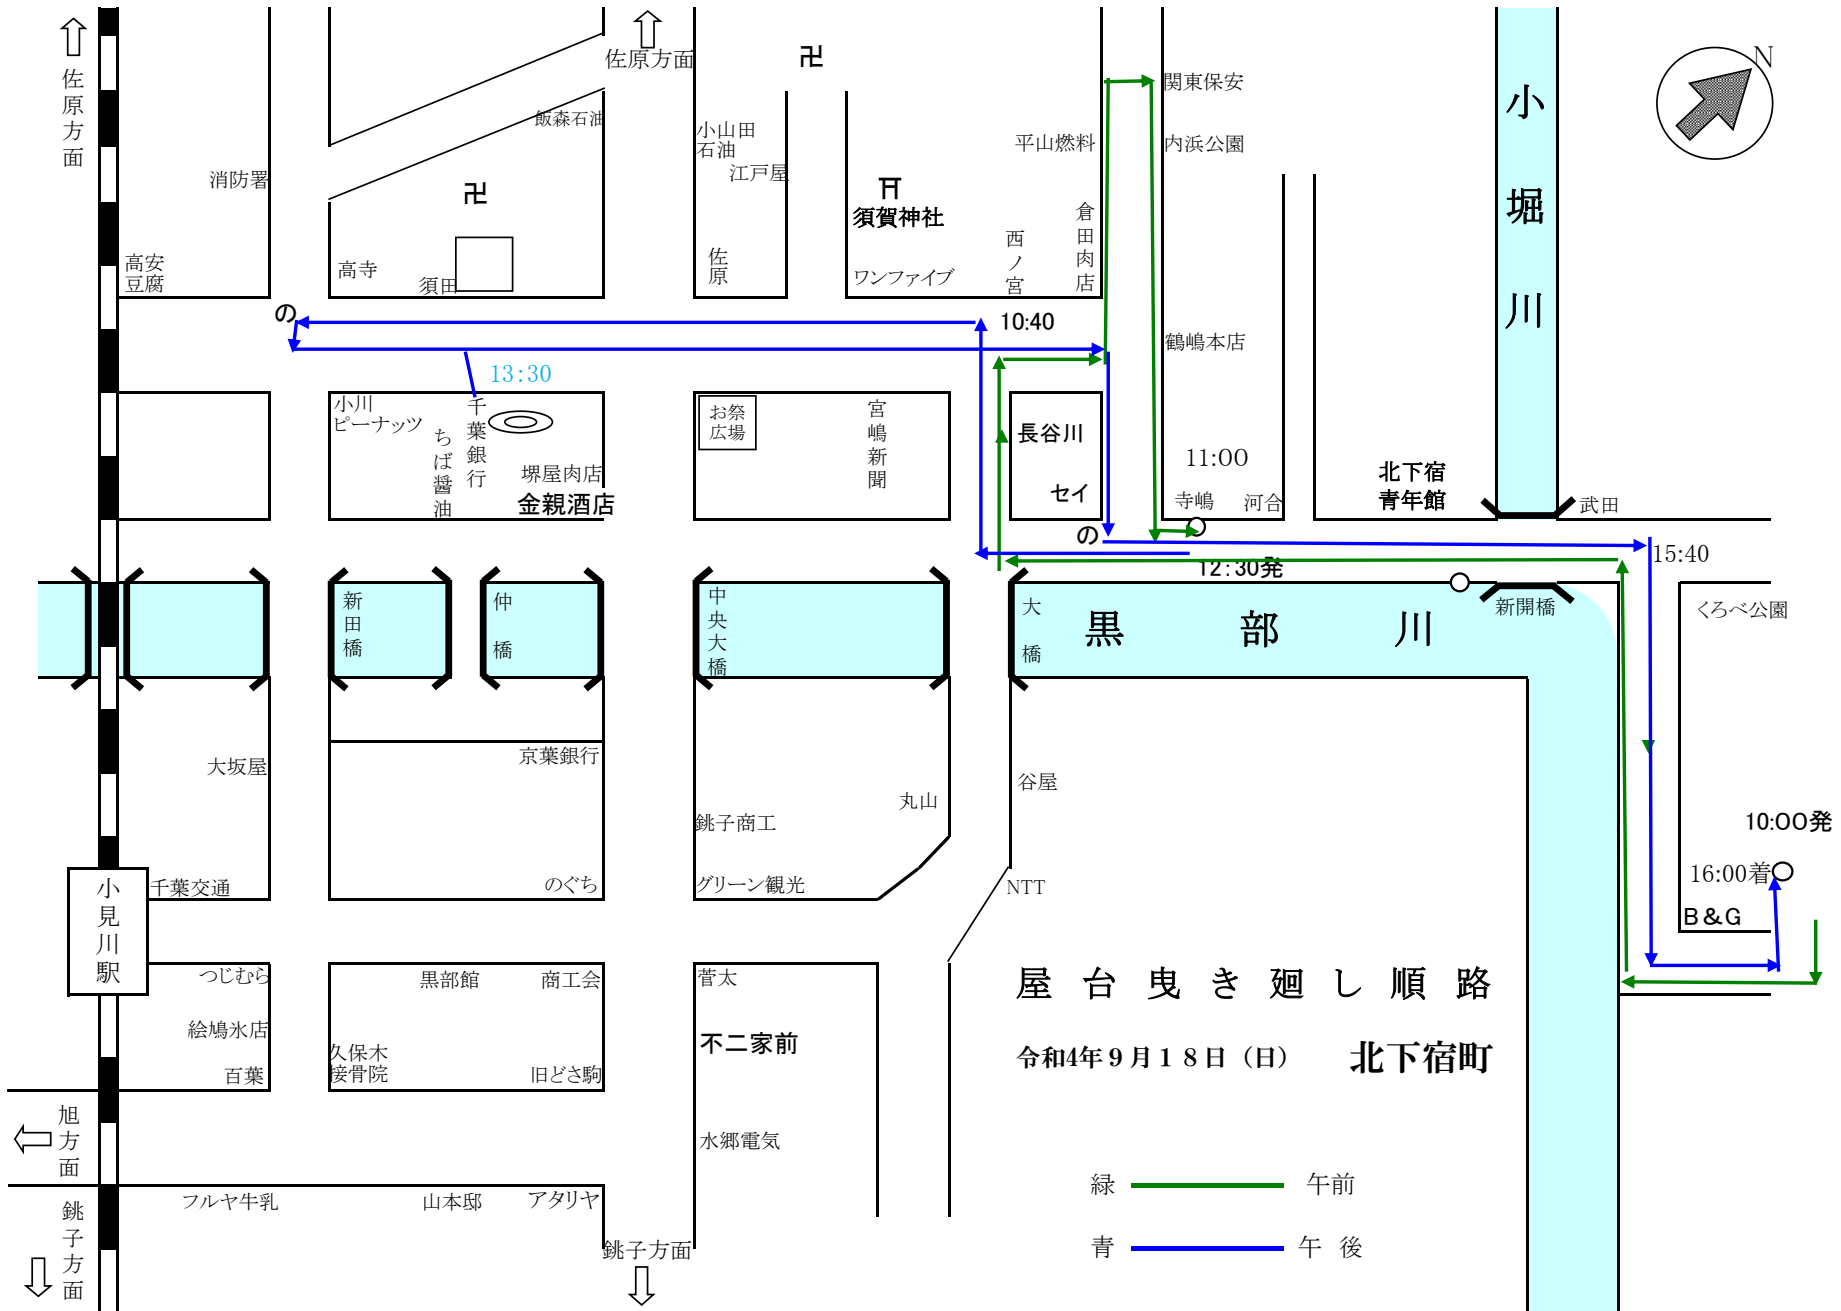 佐原方面
佐原方面
卍
関東保安
N
小堀川
飯森石油
小山田
石油
江戸屋
平山燃料
内浜公園
消防署
卍
須賀神社
倉田肉店
西ノ宮
高安
豆腐
高寺
須田
佐原
ワンファイブ
の
10:40
鶴嶋本店
13:30
小川
ピーナッツ
ちば醤油
千葉銀行
堺屋肉店
金親酒店
お祭
広場
宮嶋新聞
長谷川
セイ
11:00
寺嶋
河合
北下宿
青年館
武田
の
12:30発
15:40
新田橋
仲橋
中央大橋
大橋
黒部川
新開橋
くろべ公園
大坂屋
京葉銀行
銚子商工
丸山
谷屋
10:00発
16:00着
B&G
小見川駅
千葉交通
のぐち
グリーン観光
NTT
つじむら
黒部館
商工会
菅太
絵鳩氷店
百葉
久保木
接骨院
旧どさ駒
不二家前
屋台曳き廻し順路
令和4年9月18日(日) 北下宿町
旭方面
水郷電気
銚子方面
フルヤ牛乳
山本邸
アタリヤ
銚子方面
緑 午前
青 午後